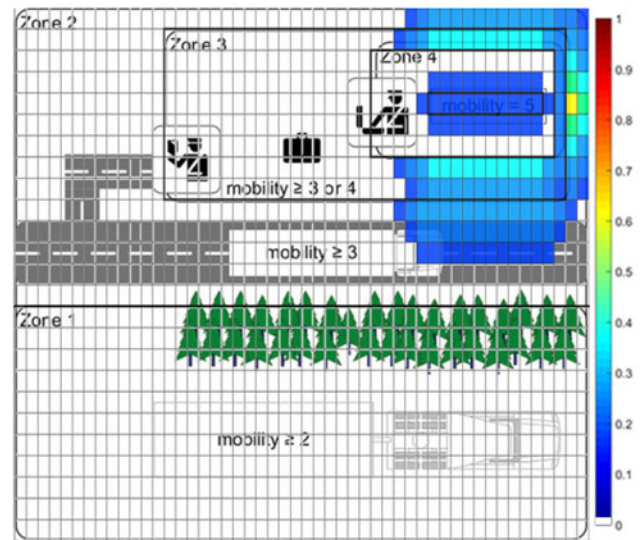 Zone 2
Zone 3
Zone 4
mobility = 5
mobility ≥ 3 or 4
mobility ≥ 3
Zone 1
mobility ≥ 2
1
0.9
0.8
0.7
0.6
0.5
0.4
0.3
0.2
0.1
0